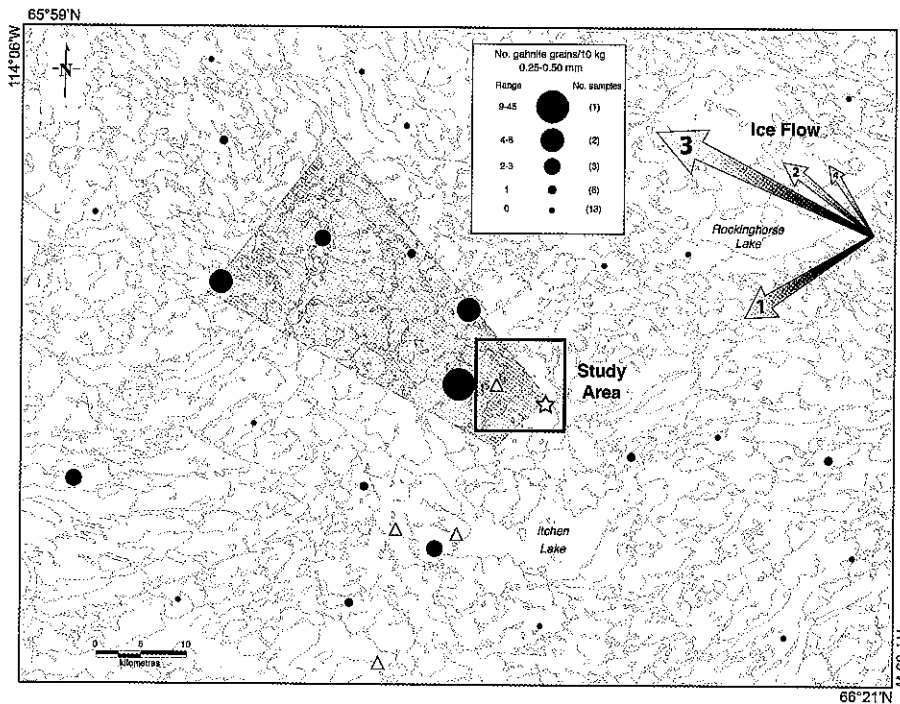 65°59'N
114°06'W
N
No. gahnite grains/10 kg
0.25-0.50 mm
Range No. samples
9-45 (1)
4-8 (2)
2-3 (3)
1 (6)
0 (13)
Ice Flow
3
2
4
1
Rockinghorse
Lake
Study
Area
Itchen
Lake
0 5 10
kilometres
66°21'N